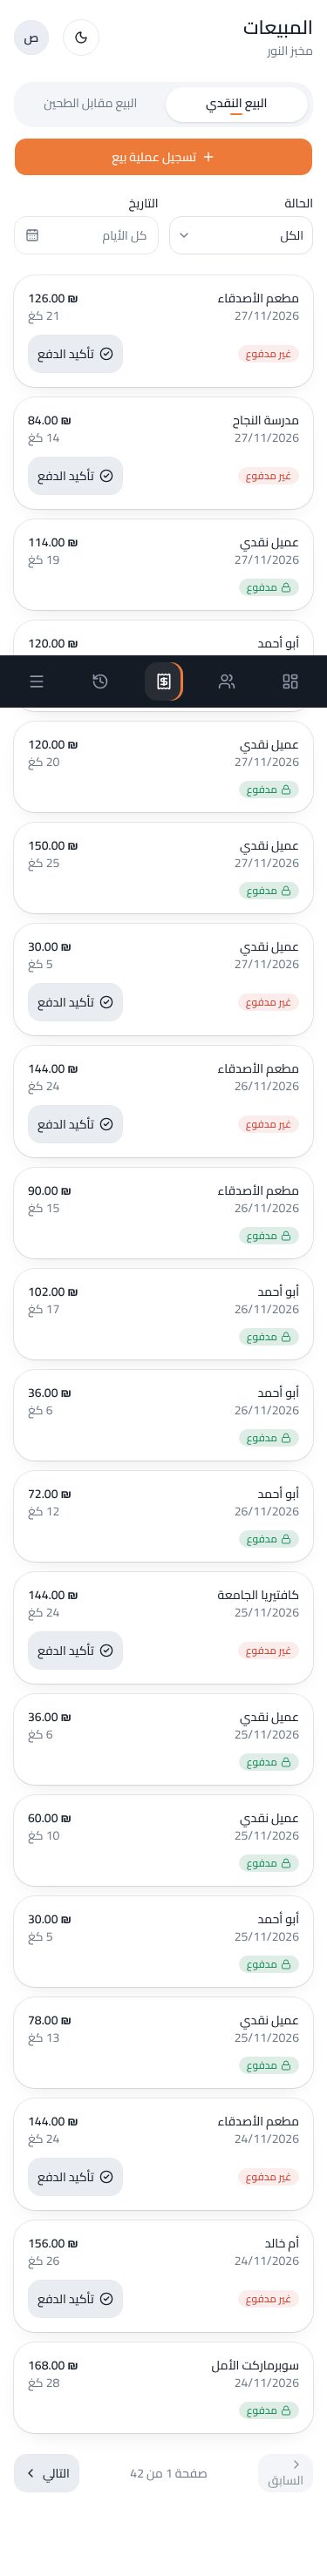 المبيعات
مخبز النور
ص
البيع النقدي
البيع مقابل الطحين
+ تسجيل عملية بيع
الحالة
التاريخ
الكل
كل الأيام
مطعم الأصدقاء 126.00 ₪
27/11/2026 21 كغ
غير مدفوع تأكيد الدفع
مدرسة النجاح 84.00 ₪
27/11/2026 14 كغ
غير مدفوع تأكيد الدفع
عميل نقدي 114.00 ₪
27/11/2026 19 كغ
مدفوع
أبو أحمد 120.00 ₪
عميل نقدي 120.00 ₪
27/11/2026 20 كغ
مدفوع
عميل نقدي 150.00 ₪
27/11/2026 25 كغ
مدفوع
عميل نقدي 30.00 ₪
27/11/2026 5 كغ
غير مدفوع تأكيد الدفع
مطعم الأصدقاء 144.00 ₪
26/11/2026 24 كغ
غير مدفوع تأكيد الدفع
مطعم الأصدقاء 90.00 ₪
26/11/2026 15 كغ
مدفوع
أبو أحمد 102.00 ₪
26/11/2026 17 كغ
مدفوع
أبو أحمد 36.00 ₪
26/11/2026 6 كغ
مدفوع
أبو أحمد 72.00 ₪
26/11/2026 12 كغ
مدفوع
كافتيريا الجامعة 144.00 ₪
25/11/2026 24 كغ
غير مدفوع تأكيد الدفع
عميل نقدي 36.00 ₪
25/11/2026 6 كغ
مدفوع
عميل نقدي 60.00 ₪
25/11/2026 10 كغ
مدفوع
أبو أحمد 30.00 ₪
25/11/2026 5 كغ
مدفوع
عميل نقدي 78.00 ₪
25/11/2026 13 كغ
مدفوع
مطعم الأصدقاء 144.00 ₪
24/11/2026 24 كغ
غير مدفوع تأكيد الدفع
أم خالد 156.00 ₪
24/11/2026 26 كغ
غير مدفوع تأكيد الدفع
سوبرماركت الأمل 168.00 ₪
24/11/2026 28 كغ
مدفوع
السابق
صفحة 1 من 42
التالي